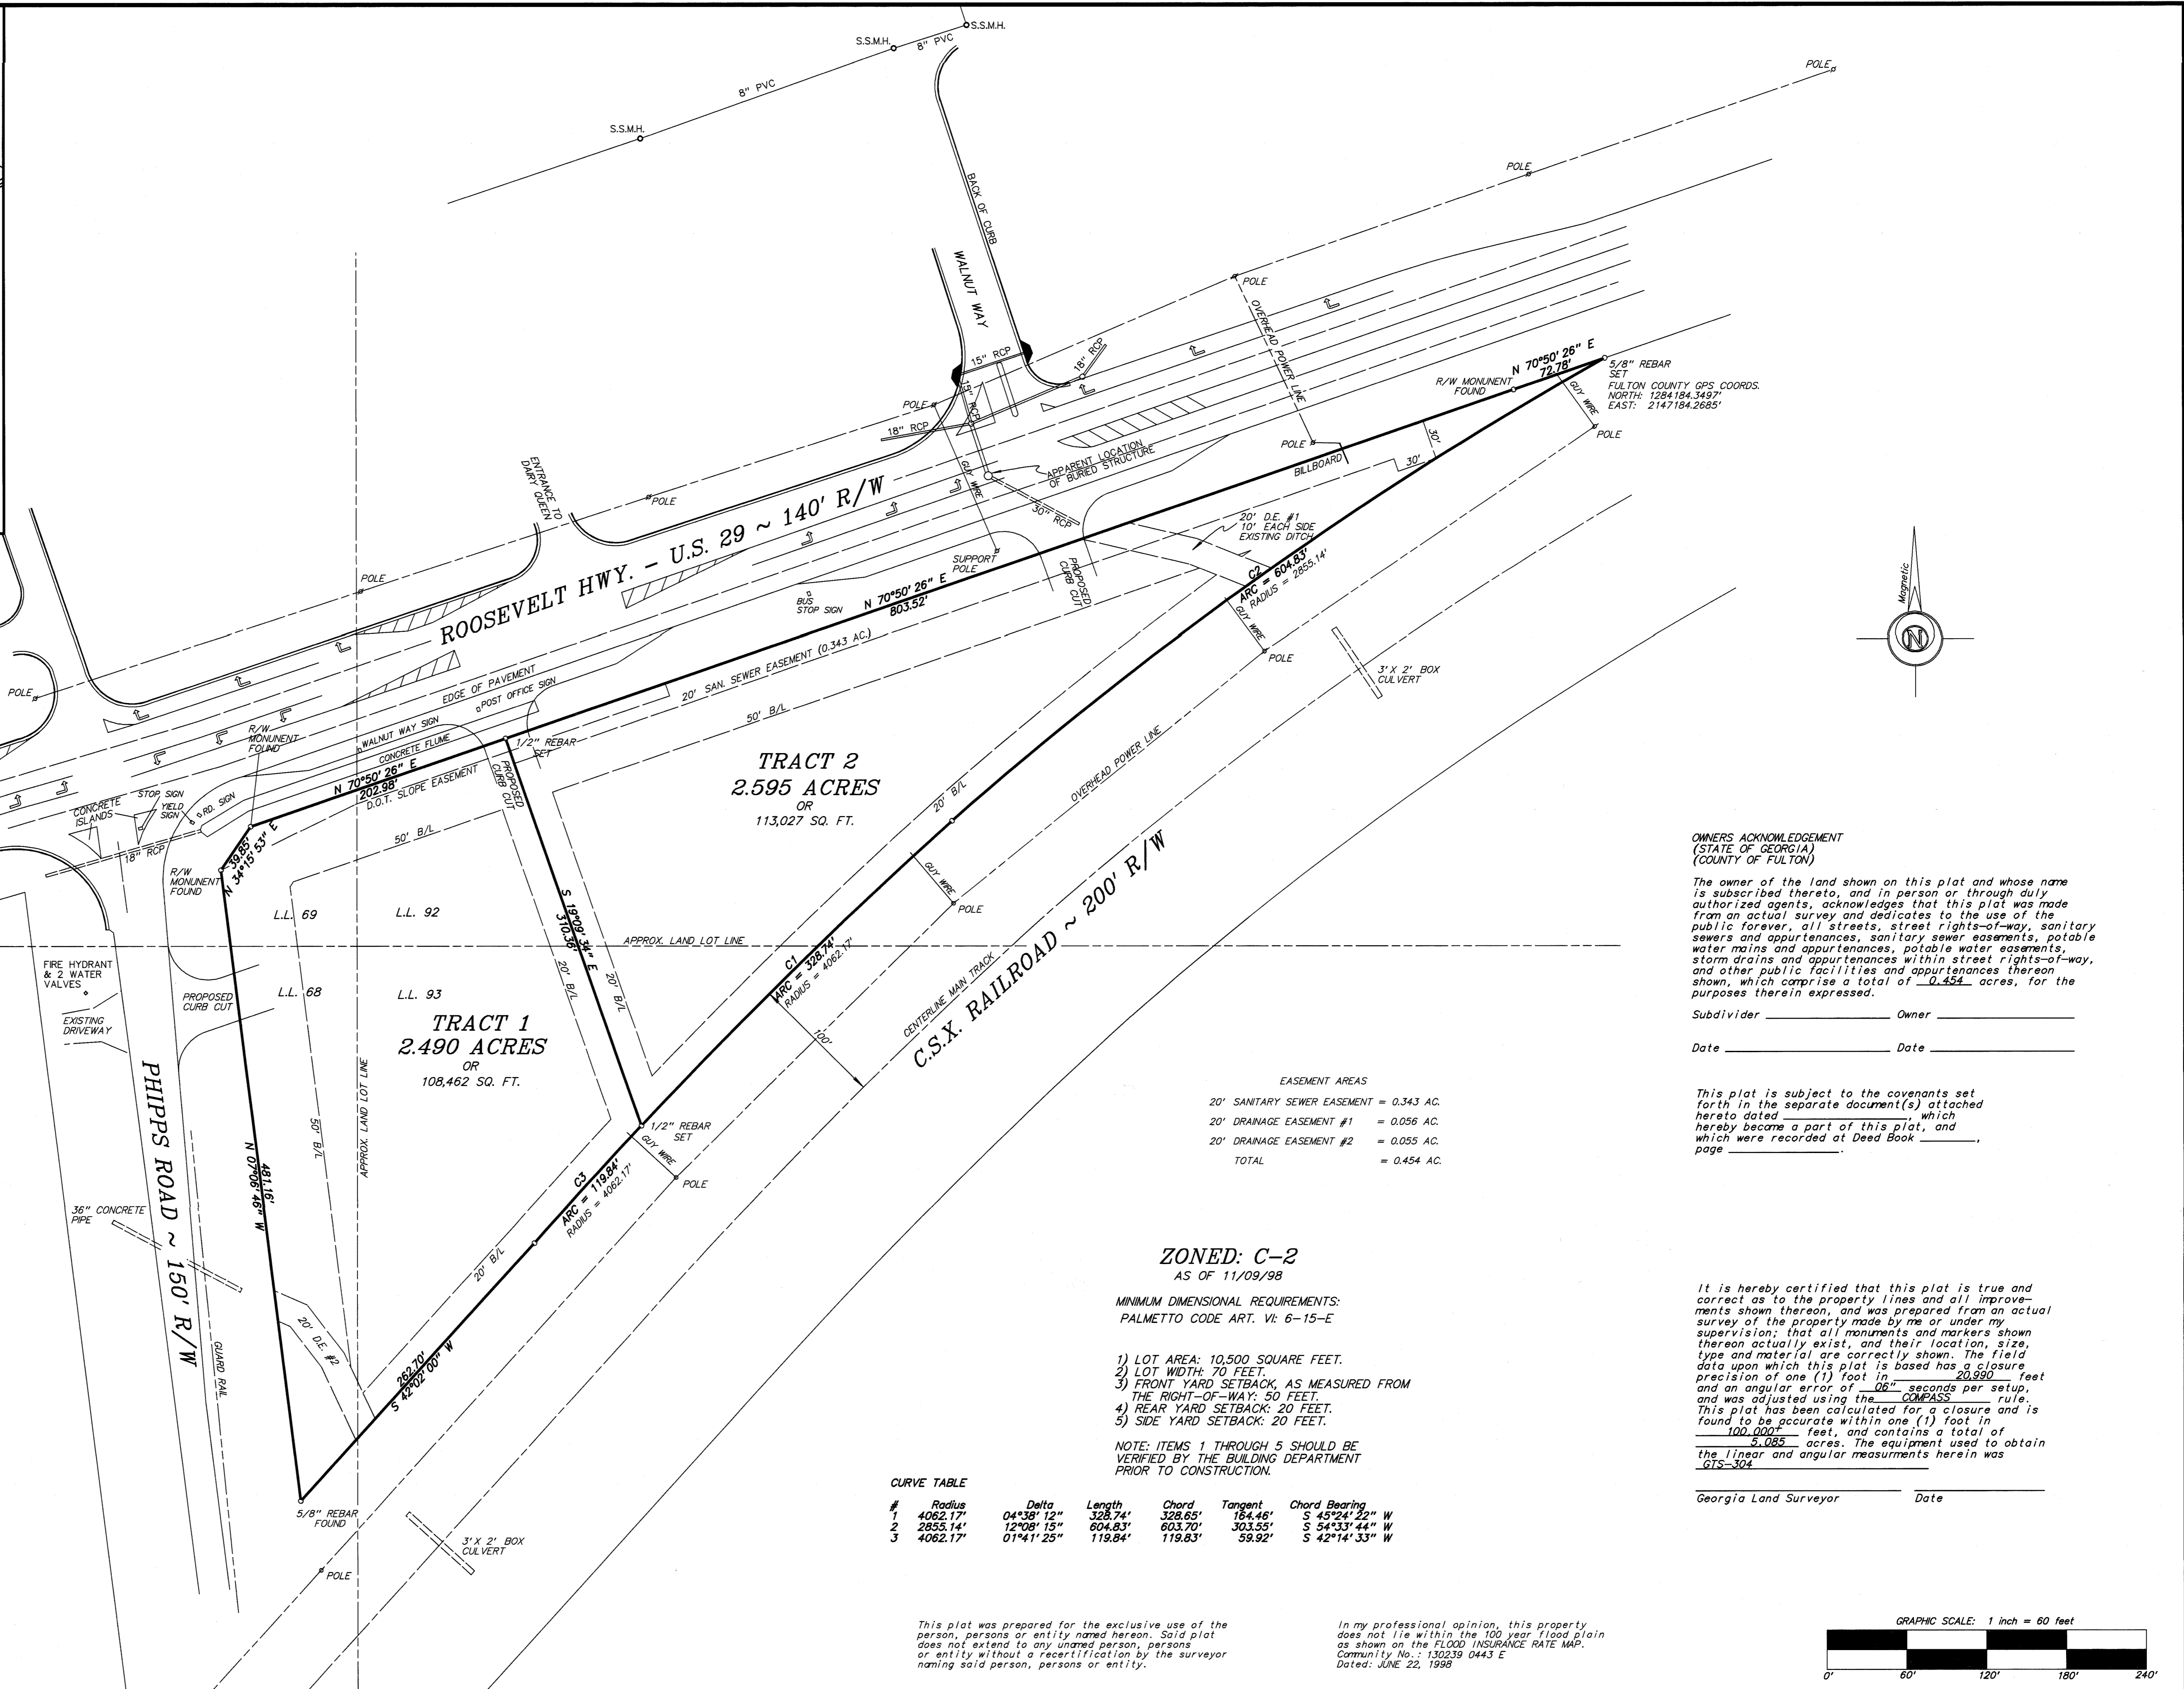 S.S.M.H.
S.S.M.H.
8" PVC
8" PVC
S.S.M.H.
POLE
POLE
BACK OF CURB
WALNUT WAY
POLE
OVERHEAD POWER LINE
15" RCP
18" RCP
15" RCP
POLE
18" RCP
GUY WIRE
APPARENT LOCATION
OF BURIED STRUCTURE
30" RCP
ENTRANCE TO
DAIRY QUEEN
POLE
POLE
POLE
ROOSEVELT HWY. - U.S. 29 ~ 140' R/W
SUPPORT
POLE
BUS
STOP SIGN
N 70°50' 26" E
803.52'
PROPOSED
CURB CUT
20' D.E. #1
10' EACH SIDE
EXISTING DITCH
POLE
BILLBOARD
30'
30'
R/W MONUNENT
FOUND
N 70°50' 26" E
72.78'
5/8" REBAR
SET
FULTON COUNTY GPS COORDS.
NORTH: 1284184.3497'
EAST: 2147184.2685'
GUY WIRE
POLE
C2
ARC = 604.83'
RADIUS = 2855.14'
GUY WIRE
POLE
3' X 2' BOX
CULVERT
Magnetic
N
20' SAN. SEWER EASEMENT (0.343 AC.)
50' B/L
EDGE OF PAVEMENT
POST OFFICE SIGN
WALNUT WAY SIGN
CONCRETE FLUME
R/W
MONUNENT
FOUND
1/2" REBAR
SET
PROPOSED
CURB CUT
N 70°50' 26" E
202.98'
D.O.T. SLOPE EASEMENT
50' B/L
STOP SIGN
YIELD
SIGN
RD. SIGN
CONCRETE
ISLANDS
18" RCP
39.85'
N 34°15' 53" E
R/W
MONUMENT
FOUND
TRACT 2
2.595 ACRES
OR
113,027 SQ. FT.
20' B/L
OVERHEAD POWER LINE
GUY WIRE
POLE
S 19°09' 34" E
310.36'
20' B/L
20' B/L
L.L. 69
L.L. 92
APPROX. LAND LOT LINE
L.L. 68
L.L. 93
FIRE HYDRANT
& 2 WATER
VALVES
EXISTING
DRIVEWAY
PROPOSED
CURB CUT
C1
ARC = 328.74'
RADIUS = 4062.17'
100'
CENTERLINE MAIN TRACK
C.S.X. RAILROAD ~ 200' R/W
TRACT 1
2.490 ACRES
OR
108,462 SQ. FT.
APPROX. LAND LOT LINE
50' B/L
PHIPPS ROAD ~ 150' R/W
481.16'
N 07°06' 46" W
1/2" REBAR
SET
GUY WIRE
POLE
C3
ARC = 119.84'
RADIUS = 4062.17'
20' B/L
36" CONCRETE
PIPE
GUARD RAIL
20' D.E. #2
262.70'
S 42°02' 00" W
5/8" REBAR
FOUND
3' X 2' BOX
CULVERT
POLE
EASEMENT AREAS
20' SANITARY SEWER EASEMENT = 0.343 AC.
20' DRAINAGE EASEMENT #1 = 0.056 AC.
20' DRAINAGE EASEMENT #2 = 0.055 AC.
TOTAL = 0.454 AC.
ZONED: C-2
AS OF 11/09/98
MINIMUM DIMENSIONAL REQUIREMENTS:
PALMETTO CODE ART. VI: 6-15-E
1) LOT AREA: 10,500 SQUARE FEET.
2) LOT WIDTH: 70 FEET.
3) FRONT YARD SETBACK, AS MEASURED FROM
THE RIGHT-OF-WAY: 50 FEET.
4) REAR YARD SETBACK: 20 FEET.
5) SIDE YARD SETBACK: 20 FEET.
NOTE: ITEMS 1 THROUGH 5 SHOULD BE
VERIFIED BY THE BUILDING DEPARTMENT
PRIOR TO CONSTRUCTION.
CURVE TABLE
# Radius Delta Length Chord Tangent Chord Bearing
1 4062.17' 04°38' 12" 328.74' 328.65' 164.46' S 45°24' 22" W
2 2855.14' 12°08' 15" 604.83' 603.70' 303.55' S 54°33' 44" W
3 4062.17' 01°41' 25" 119.84' 119.83' 59.92' S 42°14' 33" W
This plat was prepared for the exclusive use of the
person, persons or entity named hereon. Said plat
does not extend to any unamed person, persons
or entity without a recertification by the surveyor
naming said person, persons or entity.
In my professional opinion, this property
does not lie within the 100 year flood plain
as shown on the FLOOD INSURANCE RATE MAP.
Community No.: 130239 0443 E
Dated: JUNE 22, 1998
OWNERS ACKNOWLEDGEMENT
(STATE OF GEORGIA)
(COUNTY OF FULTON)
The owner of the land shown on this plat and whose name
is subscribed thereto, and in person or through duly
authorized agents, acknowledges that this plat was made
from an actual survey and dedicates to the use of the
public forever, all streets, street rights-of-way, sanitary
sewers and appurtenances, sanitary sewer easements, potable
water mains and appurtenances, potable water easements,
storm drains and appurtenances within street rights-of-way,
and other public facilities and appurtenances thereon
shown, which comprise a total of 0.454 acres, for the
purposes therein expressed.
Subdivider Owner
Date Date
This plat is subject to the covenants set
forth in the separate document(s) attached
hereto dated , which
hereby become a part of this plat, and
which were recorded at Deed Book ,
page .
It is hereby certified that this plat is true and
correct as to the property lines and all improve-
ments shown thereon, and was prepared from an actual
survey of the property made by me or under my
supervision; that all monuments and markers shown
thereon actually exist, and their location, size,
type and material are correctly shown. The field
data upon which this plat is based has a closure
precision of one (1) foot in 20,990 feet
and an angular error of 06" seconds per setup,
and was adjusted using the COMPASS rule.
This plat has been calculated for a closure and is
found to be accurate within one (1) foot in
100,000+ feet, and contains a total of
5.085 acres. The equipment used to obtain
the linear and angular measurments herein was
GTS-304
Georgia Land Surveyor Date
GRAPHIC SCALE: 1 inch = 60 feet
0' 60' 120' 180' 240'